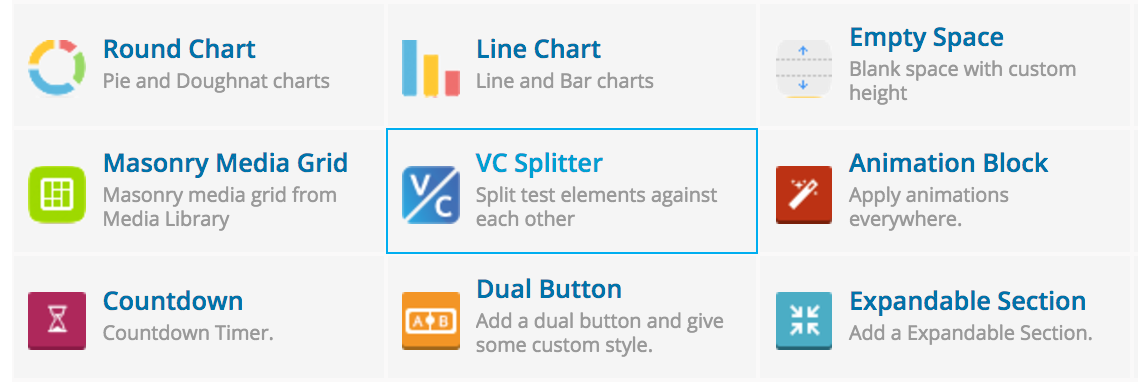 Round Chart
Pie and Doughnat charts
Line Chart
Line and Bar charts
Empty Space
Blank space with custom
height
Masonry Media Grid
Masonry media grid from
Media Library
V/C
VC Splitter
Split test elements against
each other
Animation Block
Apply animations
everywhere.
Countdown
Countdown Timer.
A B
Dual Button
Add a dual button and give
some custom style.
Expandable Section
Add a Expandable Section.